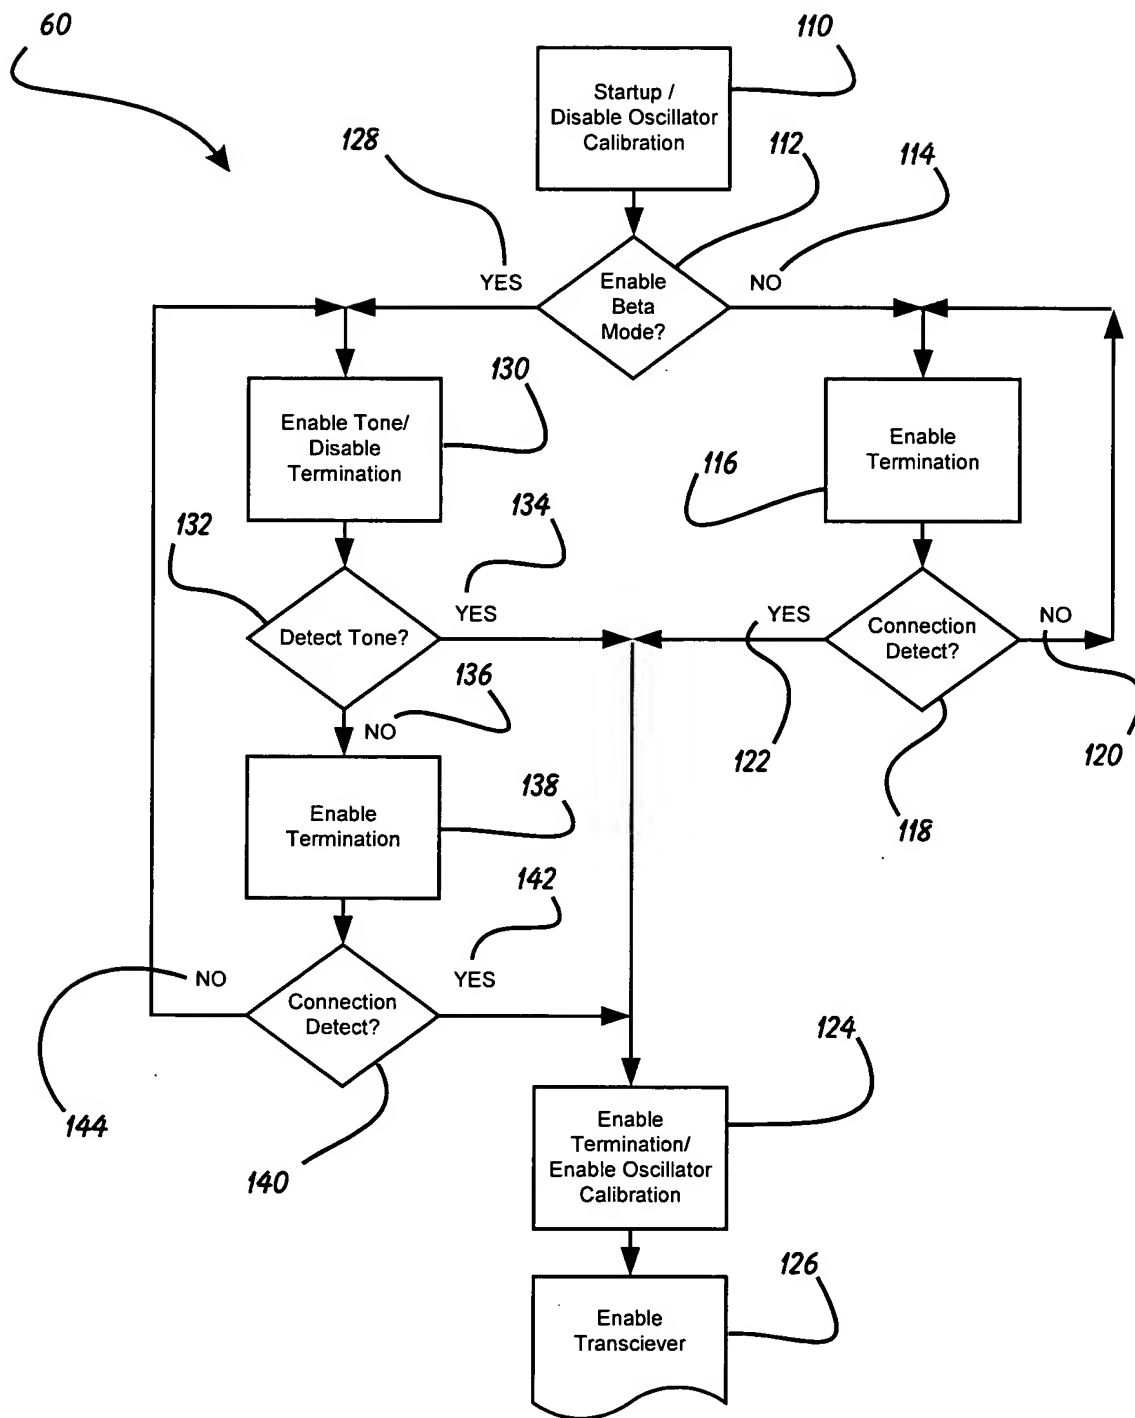 60
110
Startup /
Disable Oscillator
Calibration
128
112
114
YES
Enable
Beta
Mode?
NO
130
Enable Tone/
Disable
Termination
Enable
Termination
116
132
134
YES
Detect Tone?
YES
Connection
Detect?
NO
136
NO
122
120
138
Enable
Termination
118
142
144
NO
YES
Connection
Detect?
124
140
Enable
Termination/
Enable Oscillator
Calibration
126
Enable
Transciever